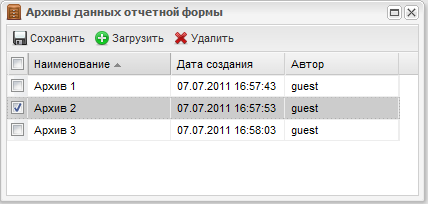 Архивы данных отчетной формы
Сохранить Загрузить Удалить
Наименование Дата создания Автор
Архив 1 07.07.2011 16:57:43 guest
Архив 2 07.07.2011 16:57:53 guest
Архив 3 07.07.2011 16:58:03 guest